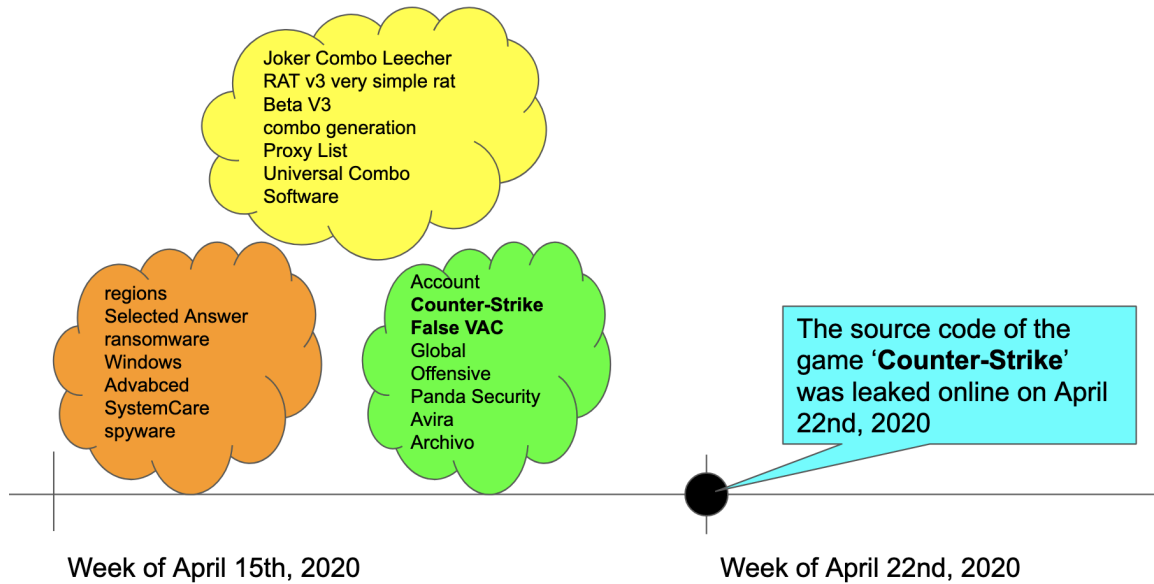 Joker Combo Leecher
RAT v3 very simple rat
Beta V3
combo generation
Proxy List
Universal Combo
Software
regions
Selected Answer
ransomware
Windows
Advabced
SystemCare
spyware
Account
Counter-Strike
False VAC
Global
Offensive
Panda Security
Avira
Archivo
The source code of the
game ‘Counter-Strike’
was leaked online on April
22nd, 2020
Week of April 15th, 2020
Week of April 22nd, 2020